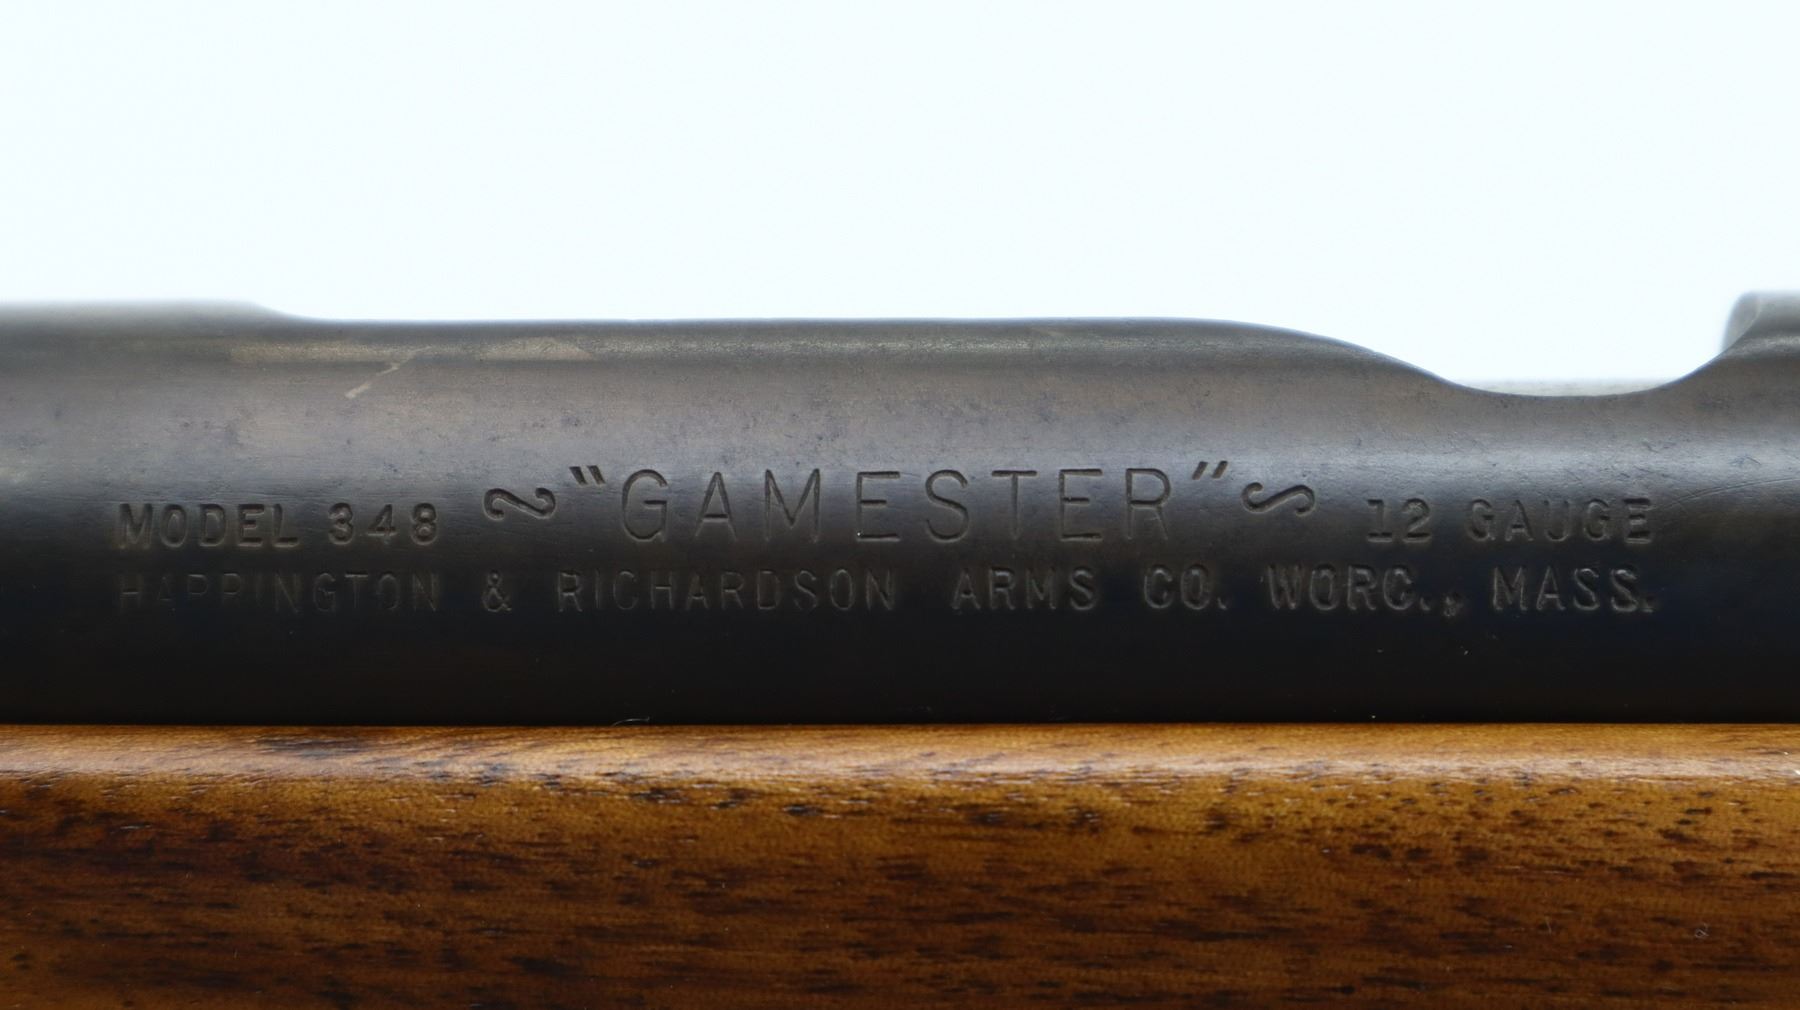 MODEL 348 "GAMESTER" 12 GAUGE
HARRINGTON & RICHARDSON ARMS CO. WORC., MASS.